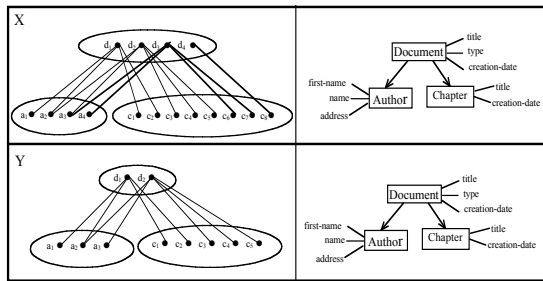 X
d₁ d₂ d₃ d₄
a₁ a₂ a₃ a₄
c₁ c₂ c₃ c₄ c₅ c₆ c₇ c₈
title
Document type
creation-date
first-name
name Author
address
Chapter title
creation-date
Y
d₁ d₂
a₁ a₂ a₃
c₁ c₂ c₃ c₄ c₅
title
Document type
creation-date
first-name
name Author
address
Chapter title
creation-date